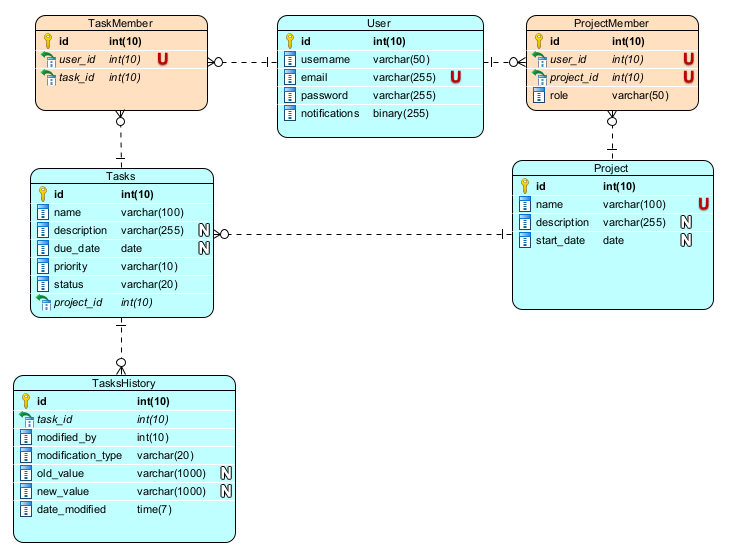 TaskMember
id int(10)
user_id int(10) U
task_id int(10)
User
id int(10)
username varchar(50)
email varchar(255) U
password varchar(255)
notifications binary(255)
ProjectMember
id int(10)
user_id int(10) U
project_id int(10) U
role varchar(50)
Tasks
id int(10)
name varchar(100)
description varchar(255) N
due_date date N
priority varchar(10)
status varchar(20)
project_id int(10)
Project
id int(10)
name varchar(100) U
description varchar(255) N
start_date date N
TasksHistory
id int(10)
task_id int(10)
modified_by int(10)
modification_type varchar(20)
old_value varchar(1000) N
new_value varchar(1000) N
date_modified time(7)